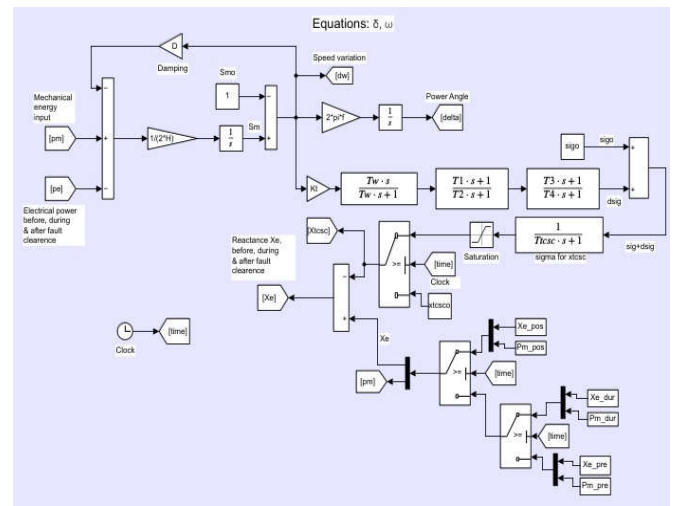 Equations: δ, ω
D
Damping
Speed variation
[dw]
Smo
1
Mechanical
energy
input
[pm]
1/(2*H)
1
s
Sm
2*pi*f
1
s
Power Angle
[delta]
[pe]
Electrical power
before, during
& after fault
clearence
Kt
Tw · s
Tw · s + 1
T1 · s + 1
T2 · s + 1
T3 · s + 1
T4 · s + 1
sigo
sigo
dsig
1
Ttcsc · s + 1
sigma for xtcsc
sig+dsig
Saturation
[Xtcsc]
Reactance Xe,
before, during
& after fault
clearence
>=
[time]
Clock
xtcsco
[Xe]
Clock
[time]
Xe
[pm]
>=
[time]
Xe_pos
Pm_pos
>=
[time]
Xe_dur
Pm_dur
Xe_pre
Pm_pre